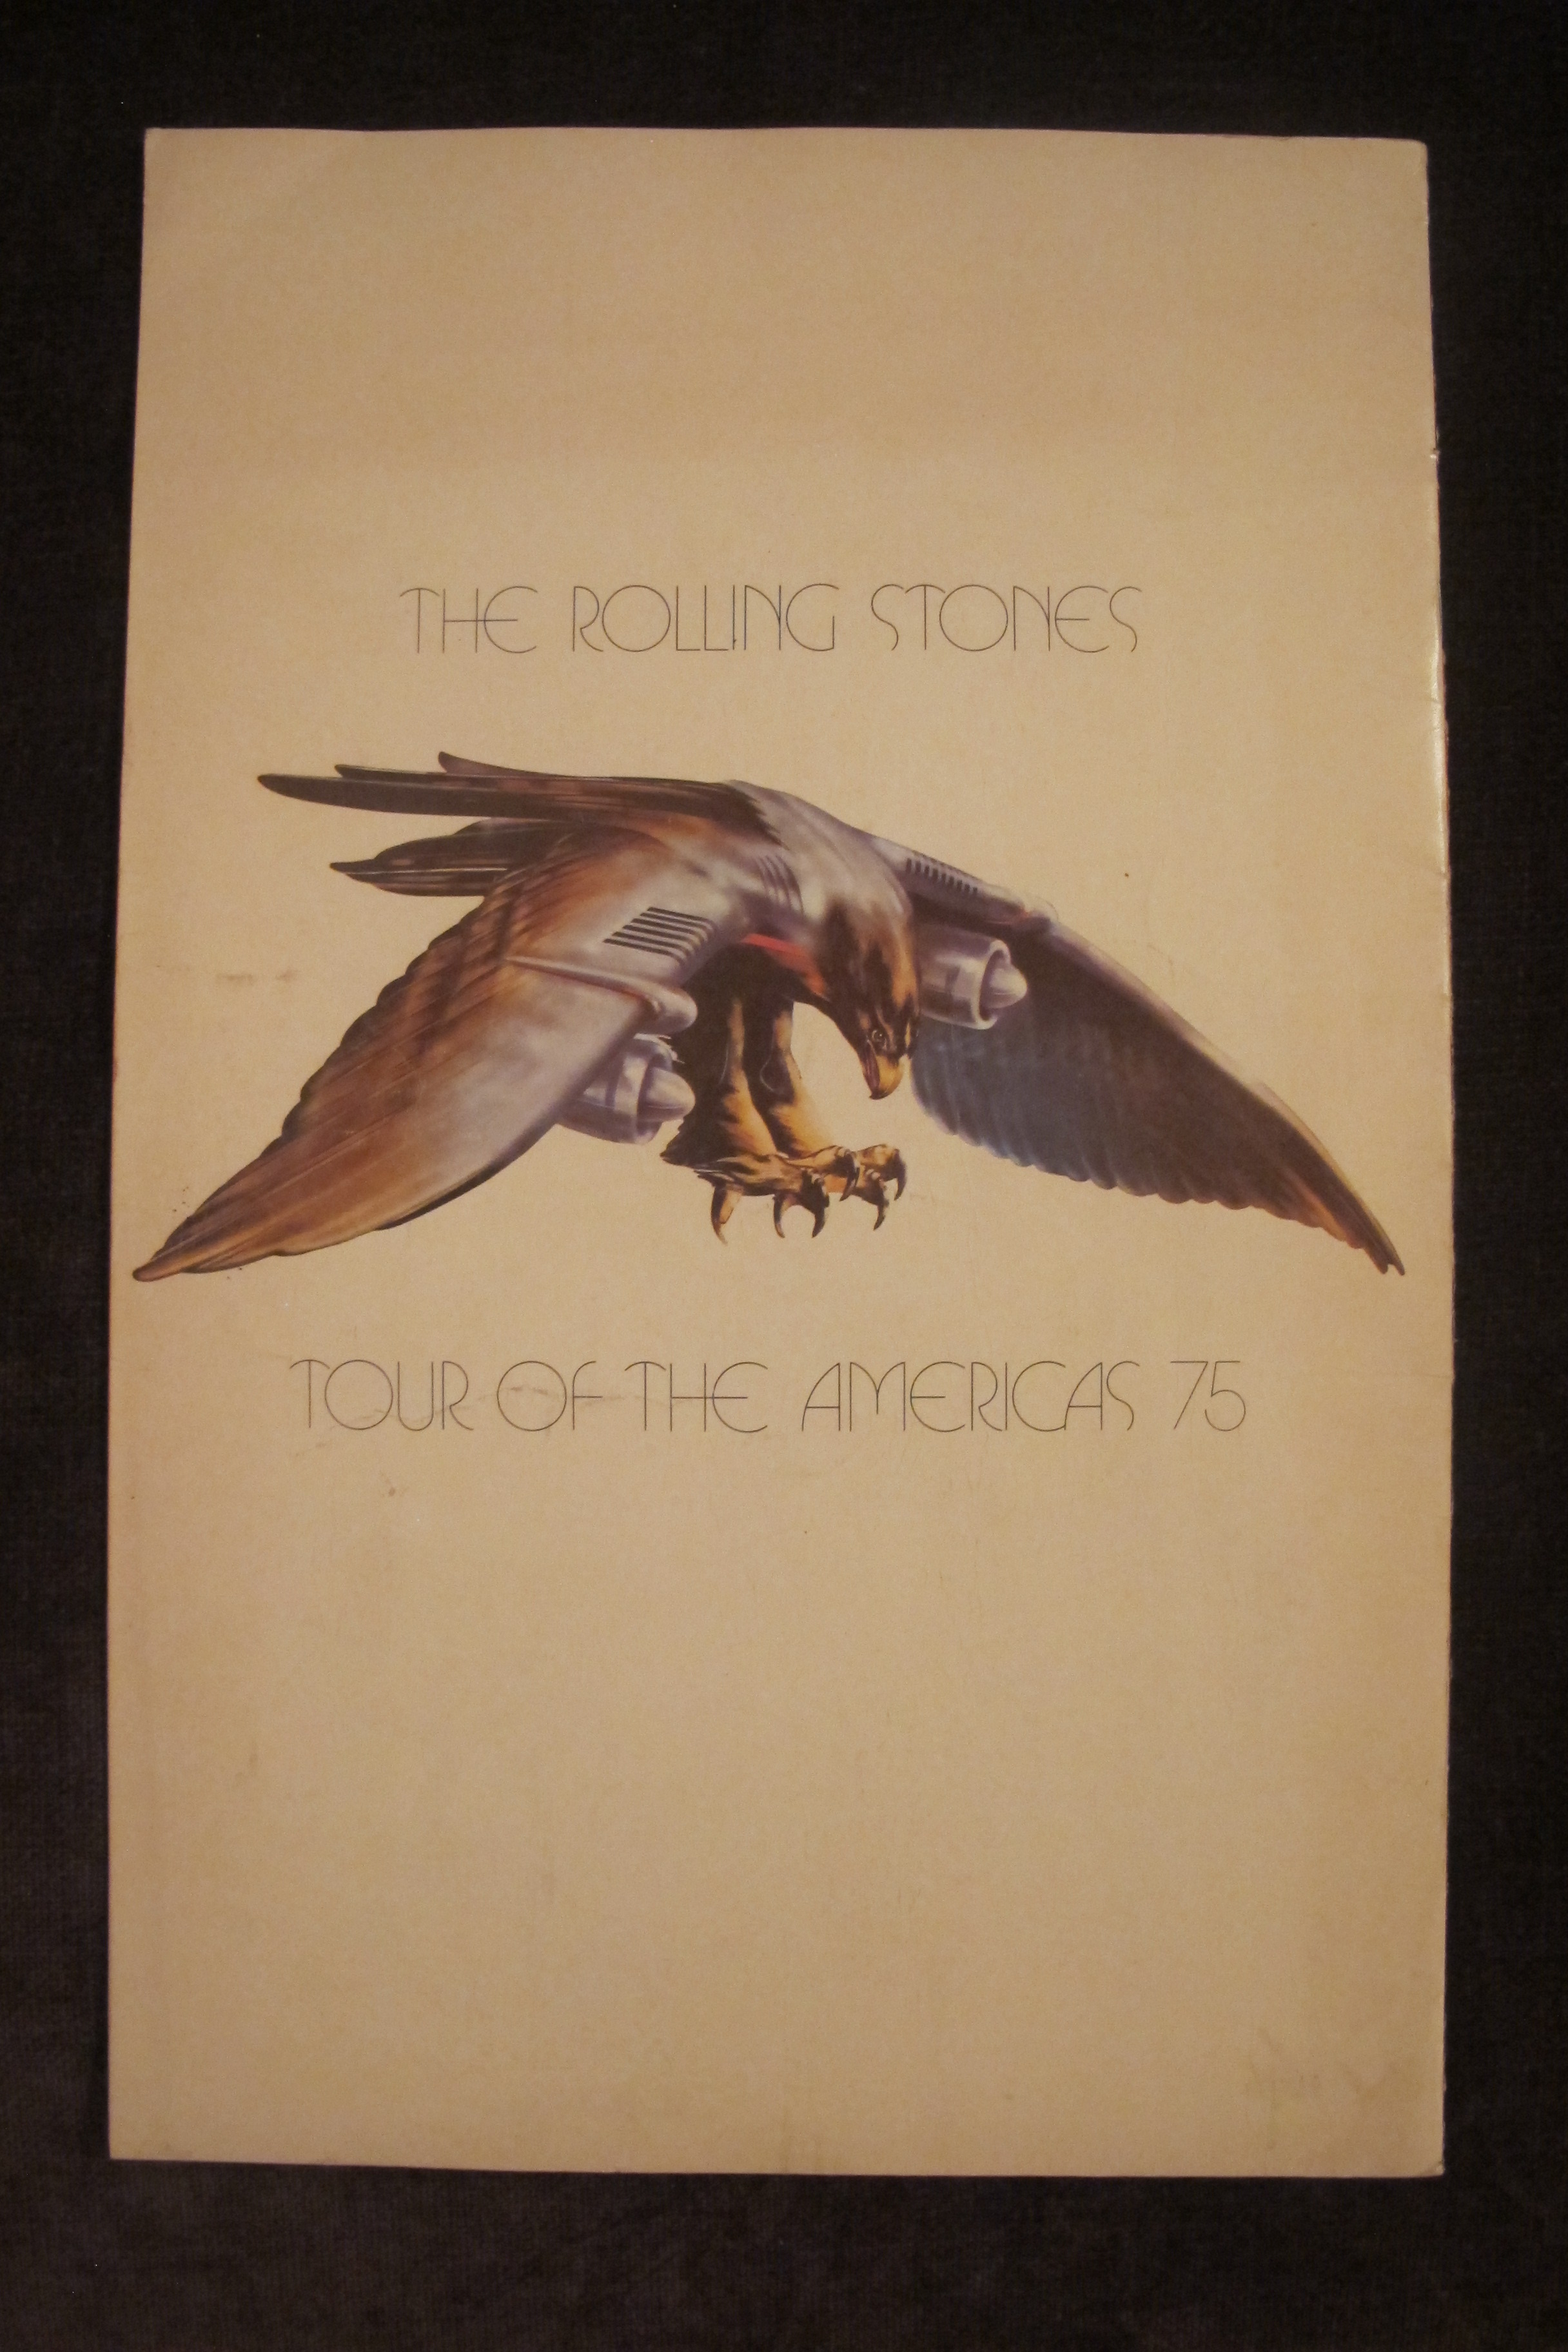 THE ROLLING STONES
TOUR OF THE AMERICAS 75